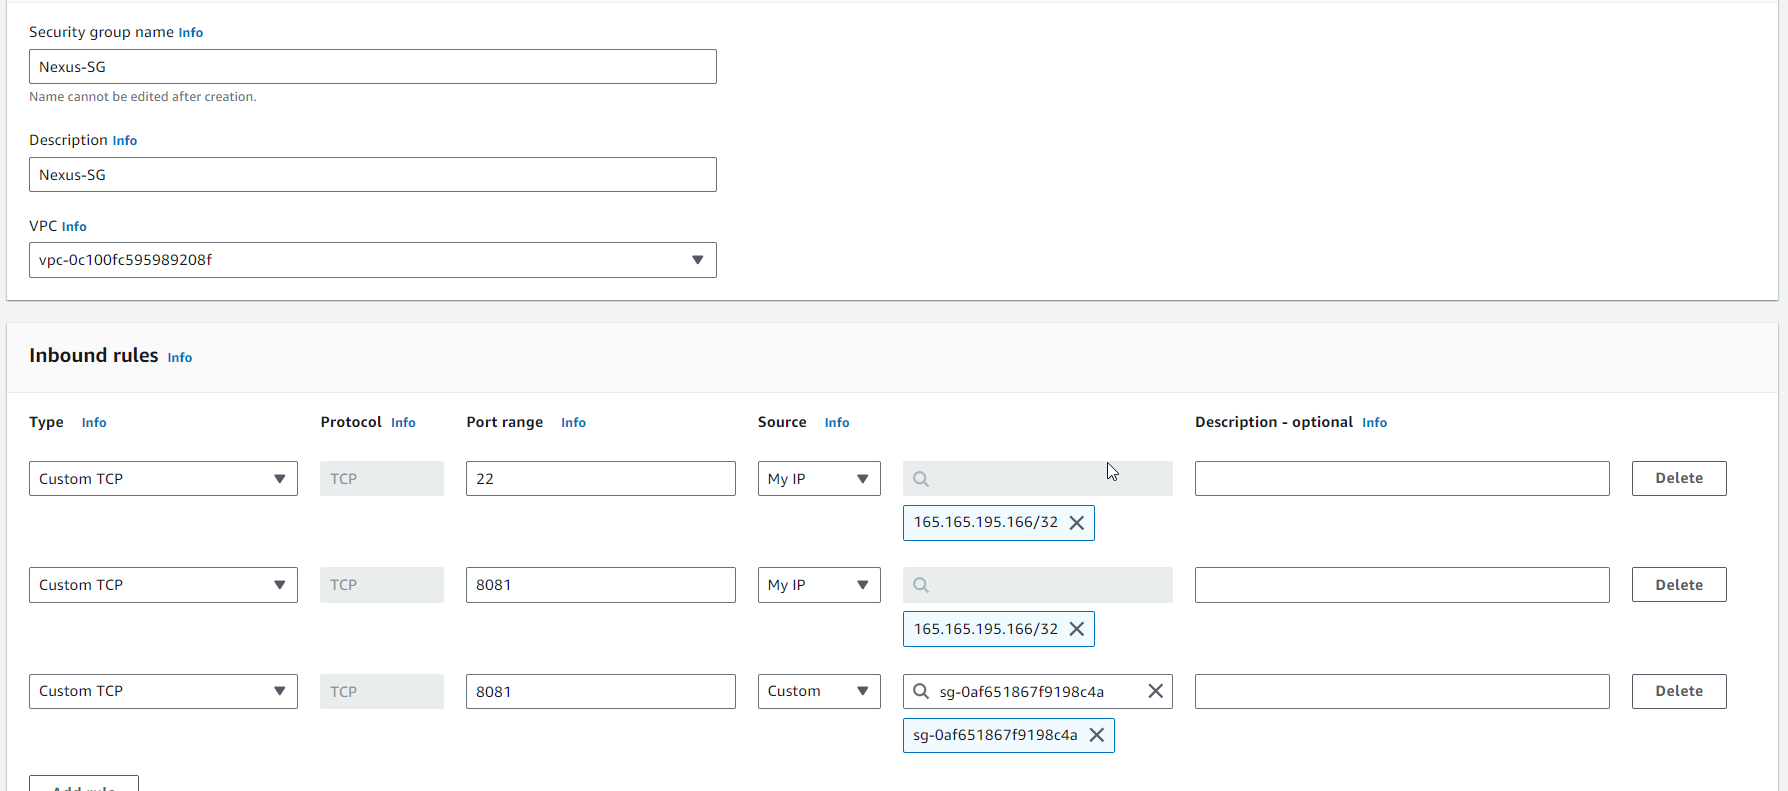 Security group name Info
Nexus-SG
Name cannot be edited after creation.
Description Info
Nexus-SG
VPC Info
vpc-0c100fc595989208f
Inbound rules Info
Type Info Protocol Info Port range Info Source Info Description - optional Info
Custom TCP TCP 22 My IP Delete
165.165.195.166/32
Custom TCP TCP 8081 My IP Delete
165.165.195.166/32
Custom TCP TCP 8081 Custom sg-0af651867f9198c4a Delete
sg-0af651867f9198c4a
Add rule